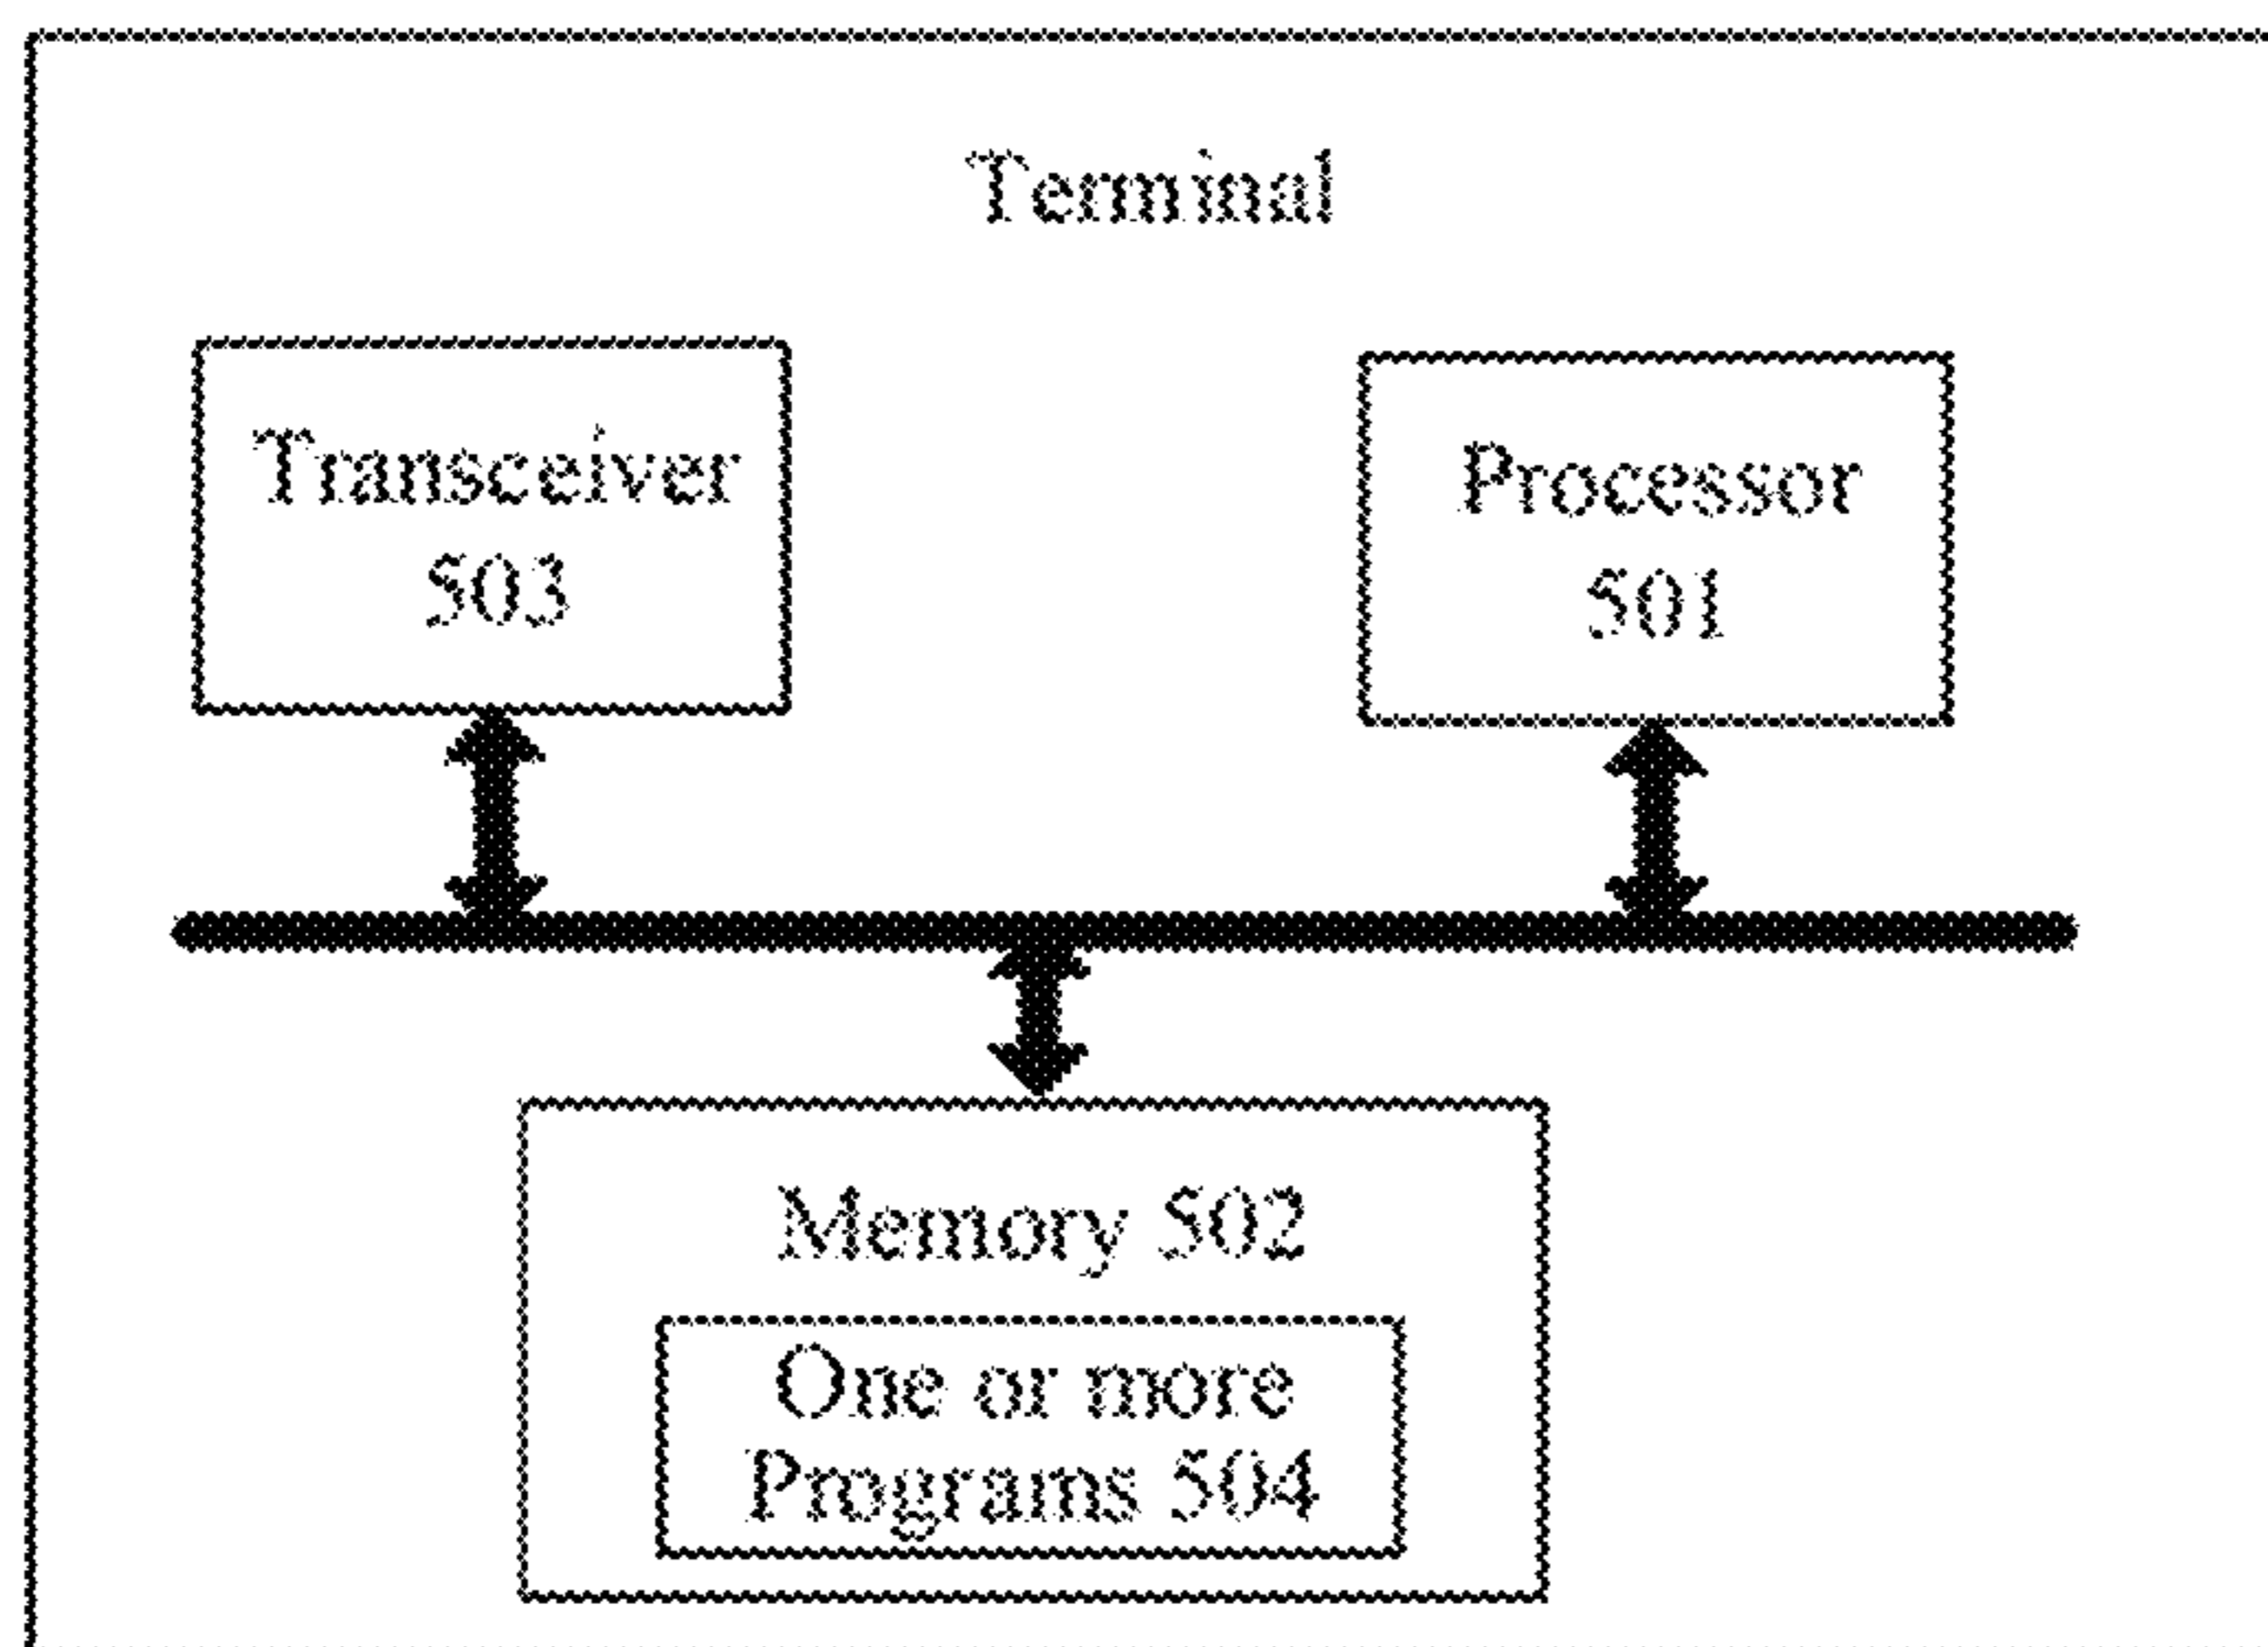 Terminal
Transceiver
503
Processor
501
Memory 502
One or more
Programs 504